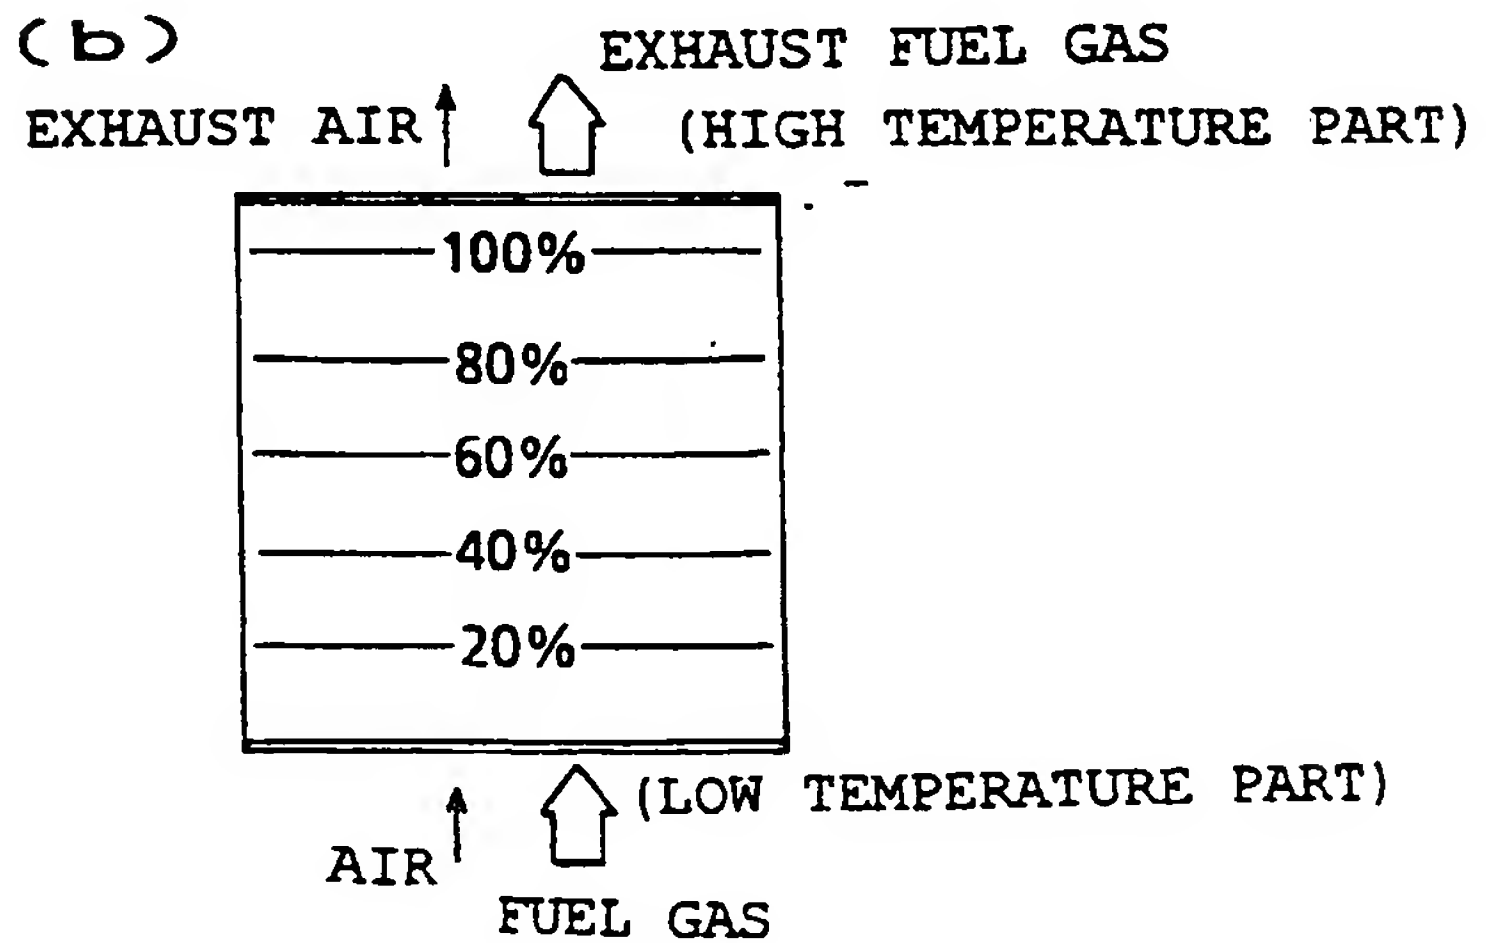 (b)
EXHAUST FUEL GAS
EXHAUST AIR
(HIGH TEMPERATURE PART)
100%
80%
60%
40%
20%
(LOW TEMPERATURE PART)
AIR
FUEL GAS